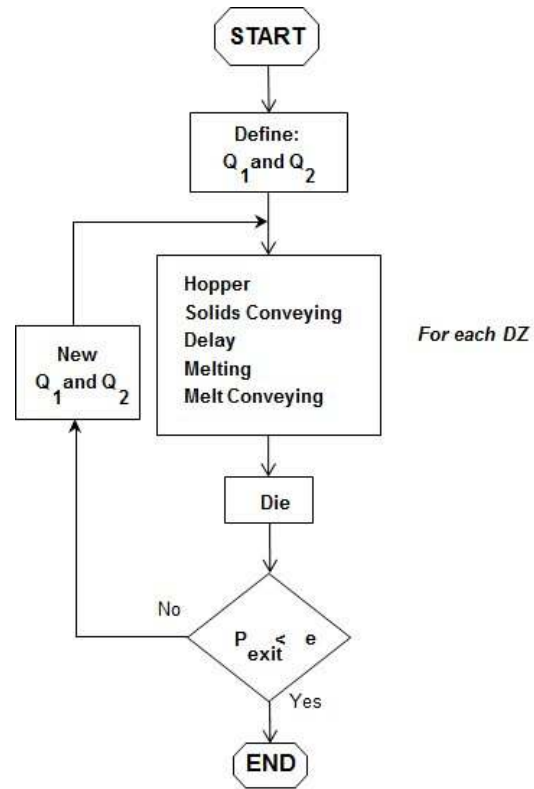 START
Define:
Q1 and Q2
Hopper
Solids Conveying
Delay
Melting
Melt Conveying
For each DZ
New
Q1 and Q2
Die
No
Pexit < e
Yes
END